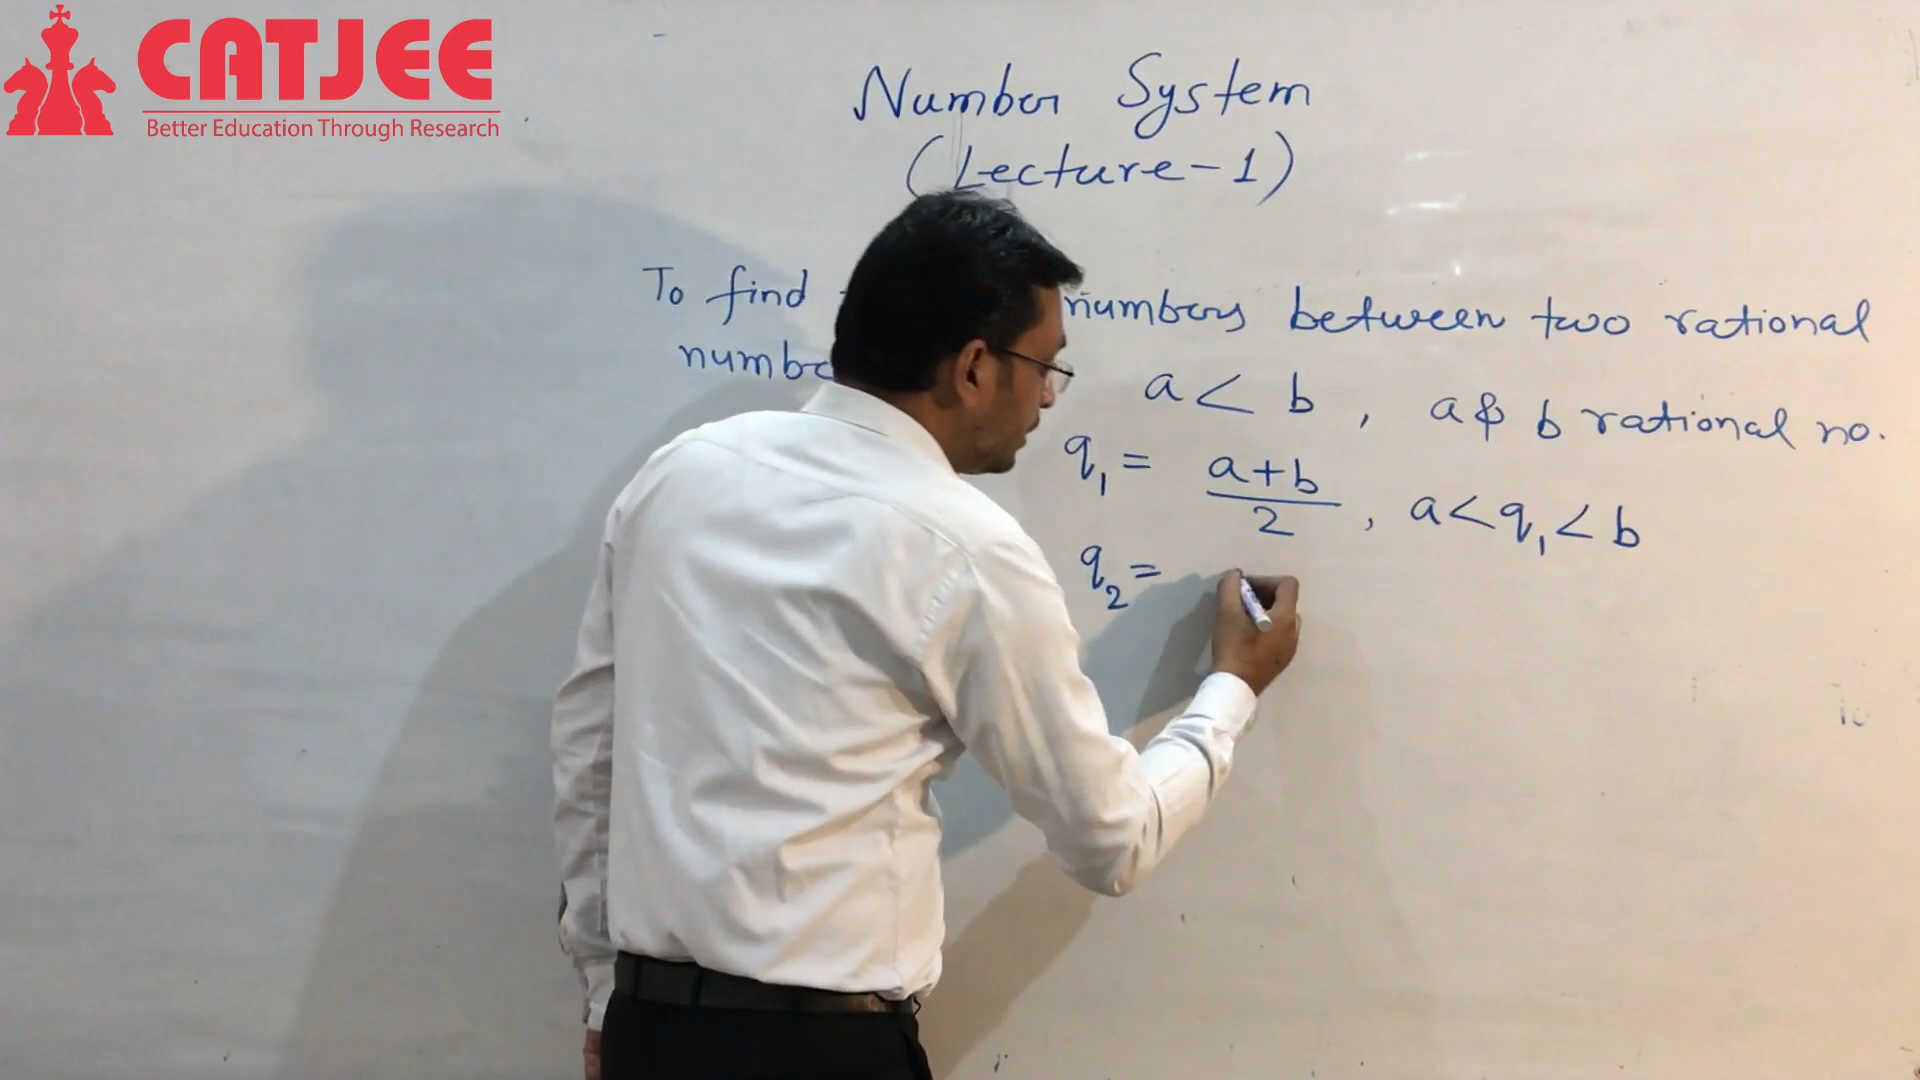 CATJEE
Better Education Through Research
Number System
(Lecture-1)
To find numbers between two rational
a < b , a & b rational no.
q₁ = a+b/2 , a<q₁<b
q₂ =